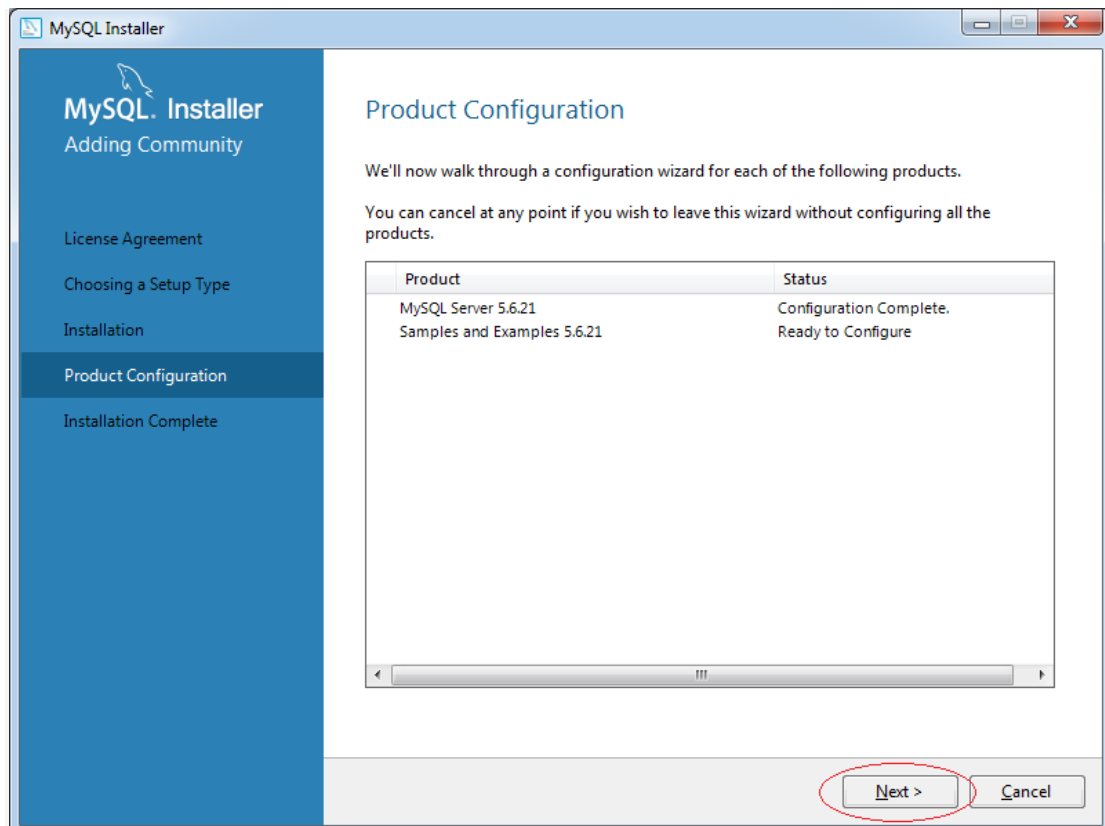 MySQL Installer
MySQL. Installer
Adding Community
License Agreement
Choosing a Setup Type
Installation
Product Configuration
Installation Complete
Product Configuration
We'll now walk through a configuration wizard for each of the following products.
You can cancel at any point if you wish to leave this wizard without configuring all the
products.
Product Status
MySQL Server 5.6.21 Configuration Complete.
Samples and Examples 5.6.21 Ready to Configure
Next > Cancel